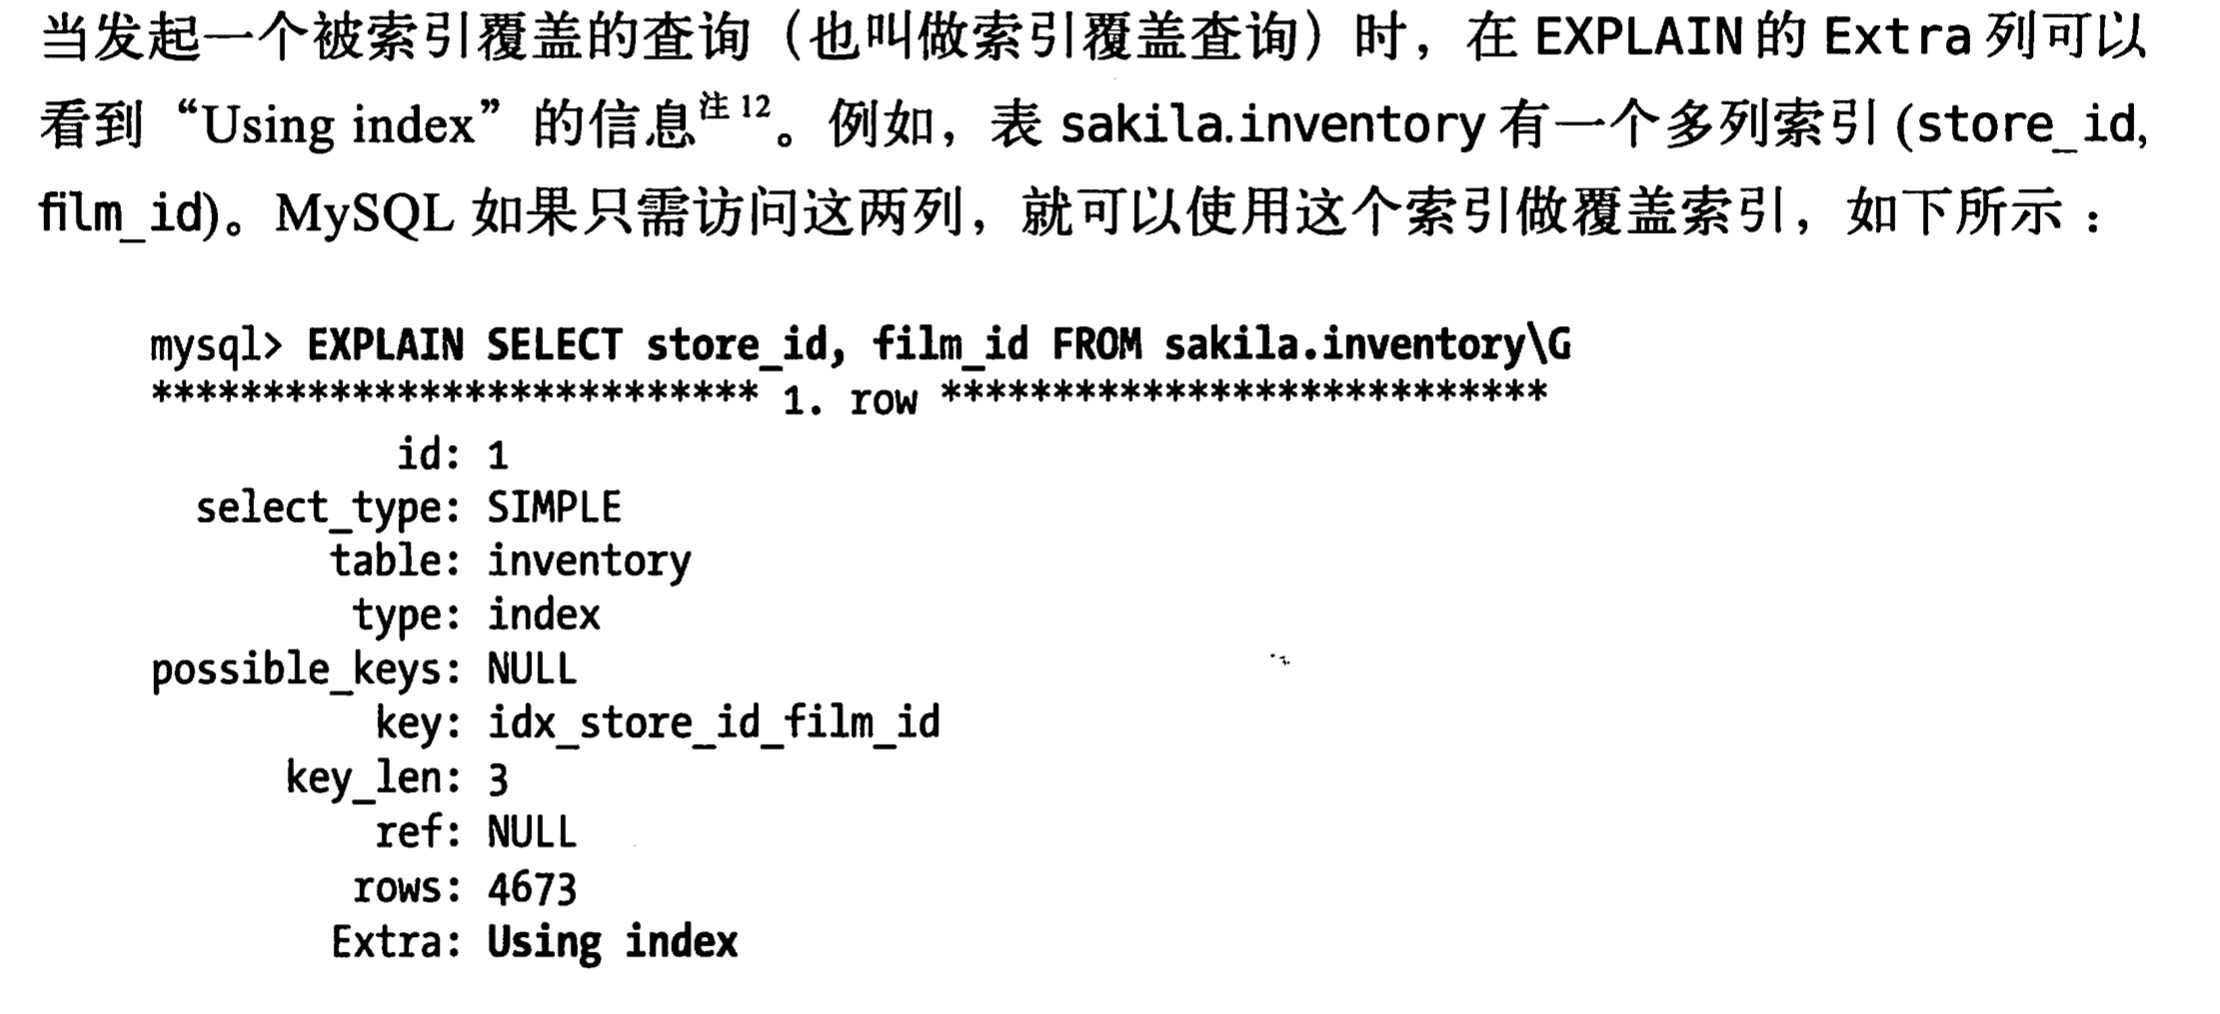 当发起一个被索引覆盖的查询（也叫做索引覆盖查询）时，在 EXPLAIN 的 Extra 列可以
看到“Using index”的信息注12。例如，表 sakila.inventory 有一个多列索引 (store_id,
film_id)。MySQL 如果只需访问这两列，就可以使用这个索引做覆盖索引，如下所示：
mysql> EXPLAIN SELECT store_id, film_id FROM sakila.inventory\G
*************************** 1. row ***************************
id: 1
select_type: SIMPLE
table: inventory
type: index
possible_keys: NULL
key: idx_store_id_film_id
key_len: 3
ref: NULL
rows: 4673
Extra: Using index